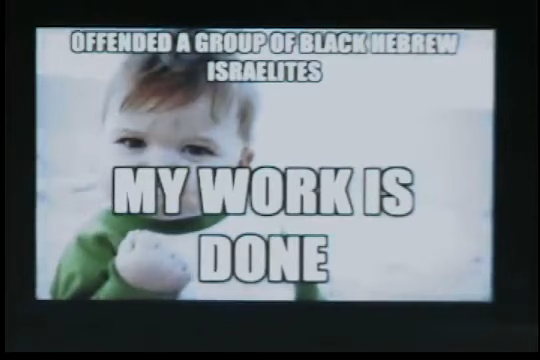 OFFENDED A GROUP OF BLACK HEBREW
ISRAELITES
MY WORK IS
DONE